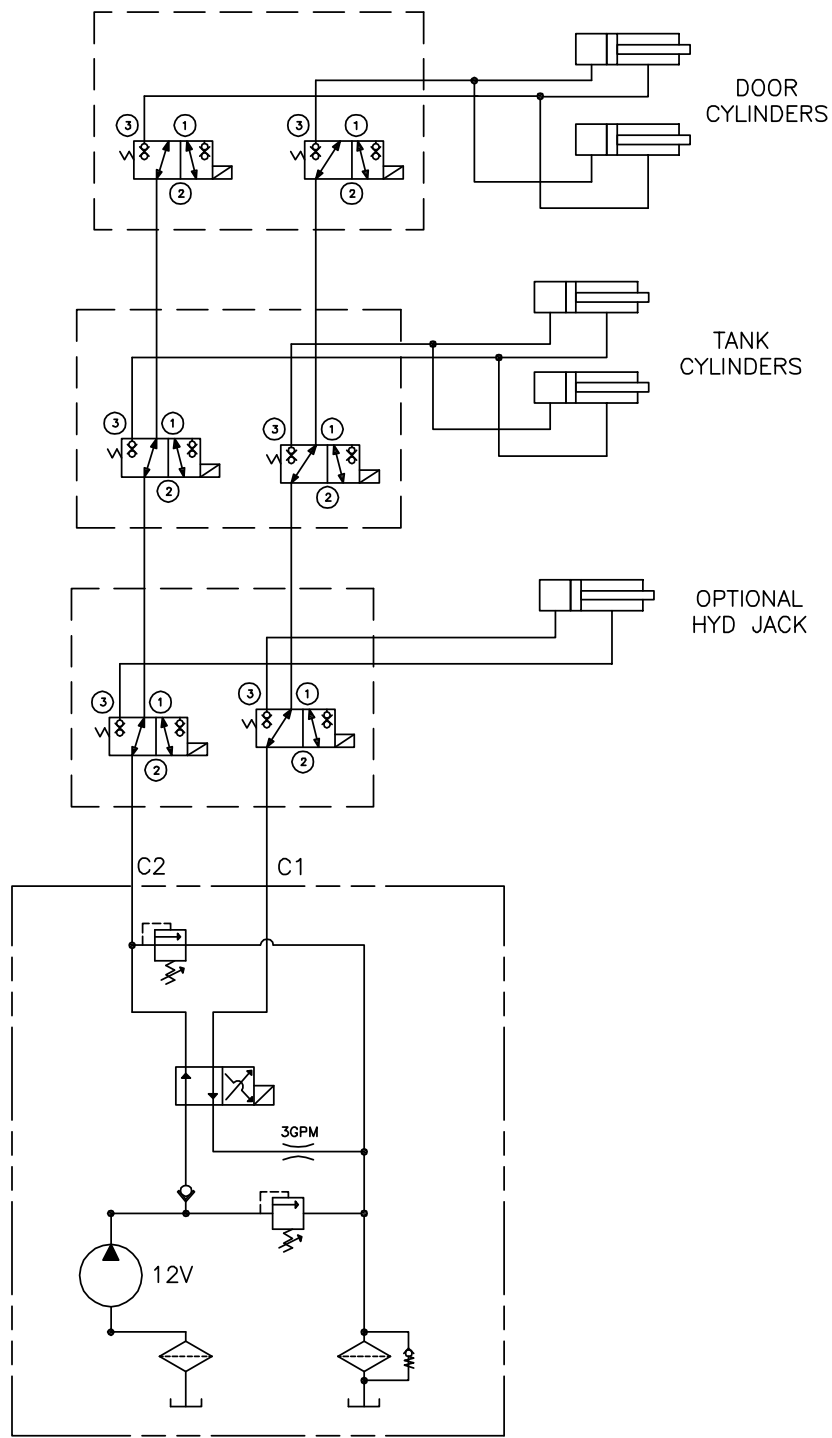 DOOR
CYLINDERS
3 1 3 1
2 2
TANK
CYLINDERS
3 1 3 1
2 2
OPTIONAL
HYD JACK
3 1 3 1
2 2
C2 C1
3GPM
12V